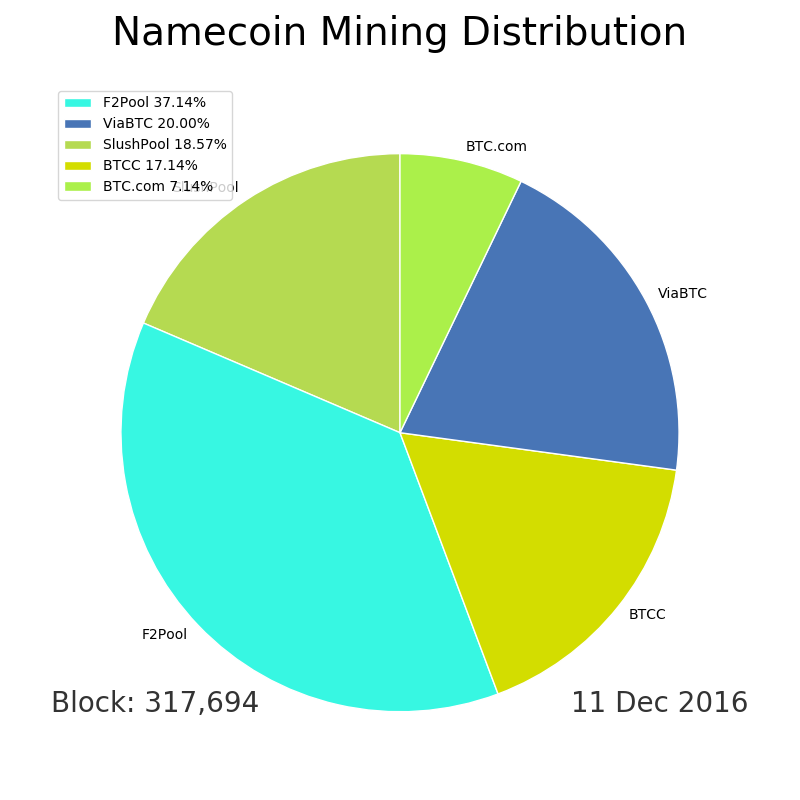 Namecoin Mining Distribution
F2Pool 37.14%
ViaBTC 20.00%
SlushPool 18.57%
BTCC 17.14%
BTC.com 7.14%
SlushPool
BTC.com
ViaBTC
BTCC
F2Pool
Block: 317,694
11 Dec 2016